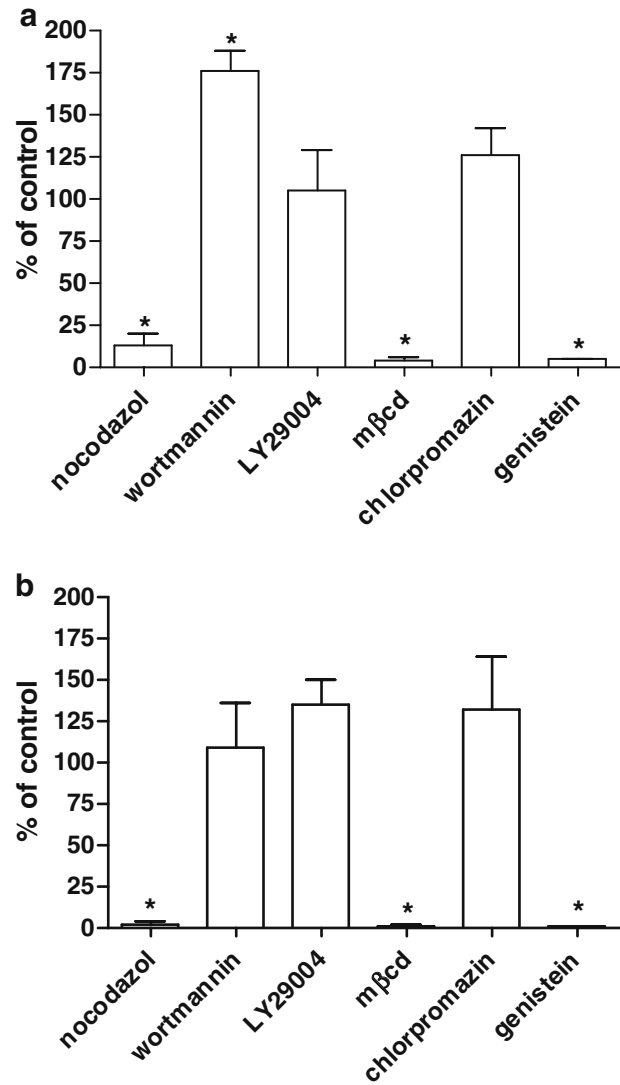 a
% of control
200
175
150
125
100
75
50
25
0
*
*
*
*
nocodazol
wortmannin
LY29004
mβcd
chlorpromazin
genistein
b
% of control
200
175
150
125
100
75
50
25
0
*
*
*
nocodazol
wortmannin
LY29004
mβcd
chlorpromazin
genistein